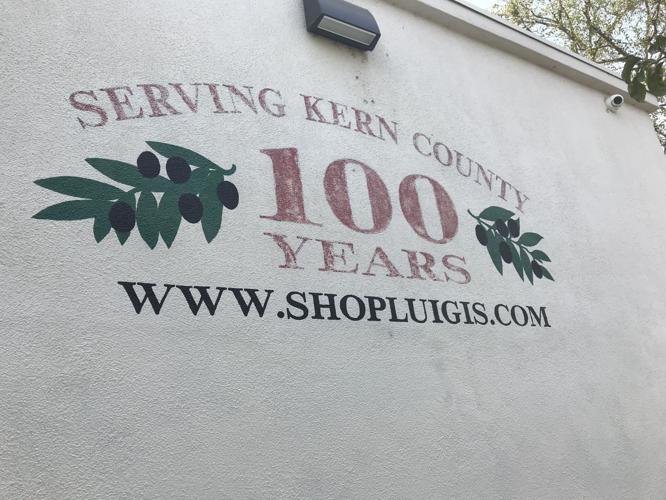 SERVING KERN COUNTY
100
YEARS
WWW.SHOPLUIGIS.COM